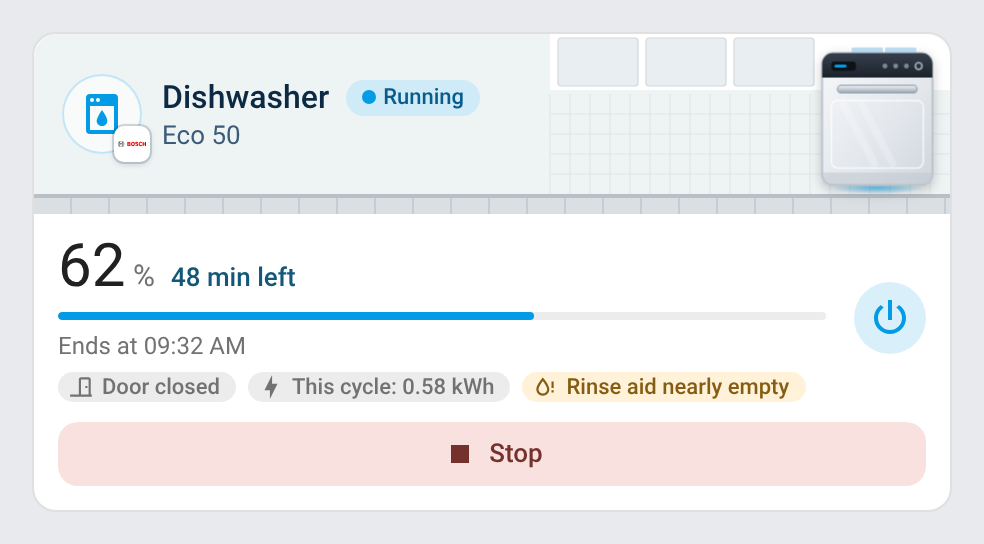 Dishwasher
Running
Eco 50
BOSCH
62 % 48 min left
Ends at 09:32 AM
Door closed
This cycle: 0.58 kWh
Rinse aid nearly empty
Stop